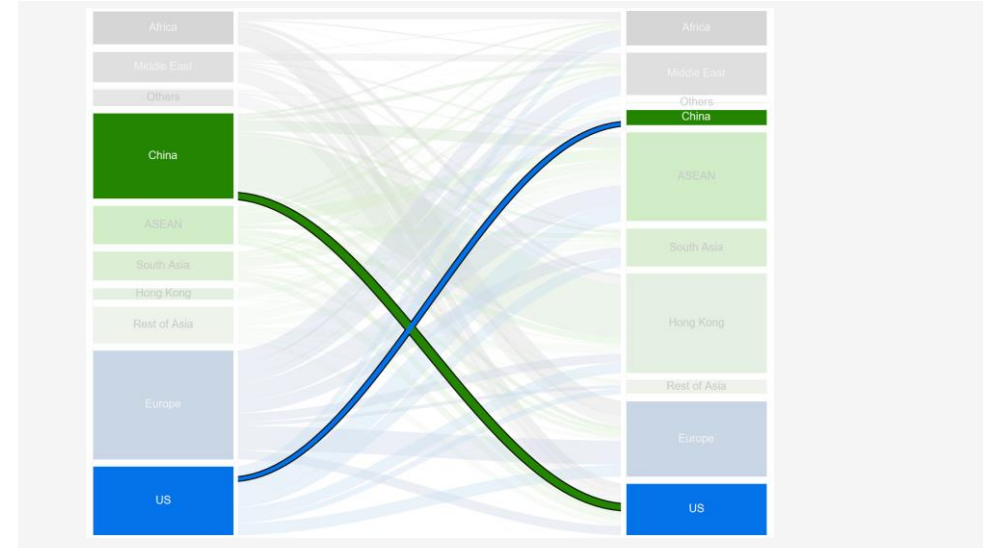 Africa
Middle East
Others
China
ASEAN
South Asia
Hong Kong
Rest of Asia
Europe
US
Africa
Middle East
Others
China
ASEAN
South Asia
Hong Kong
Rest of Asia
Europe
US